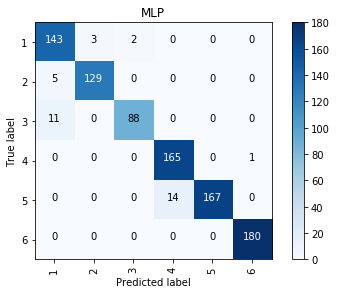 MLP
True label
1 143 3 2 0 0 0
2 5 129 0 0 0 0
3 11 0 88 0 0 0
4 0 0 0 165 0 1
5 0 0 0 14 167 0
6 0 0 0 0 0 180
1 2 3 4 5 6
Predicted label
180
160
140
120
100
80
60
40
20
0